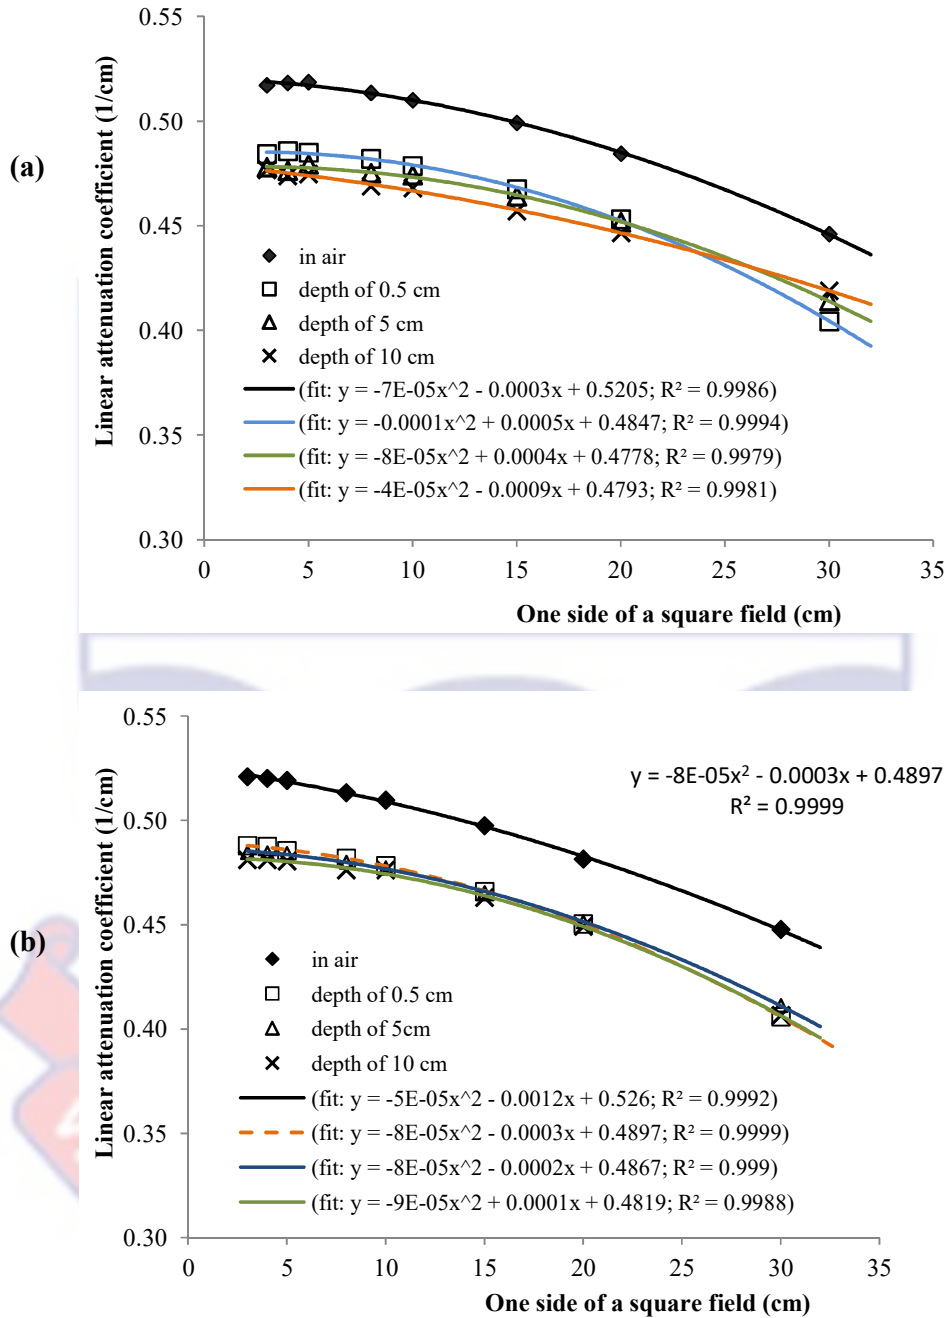 (a)
Linear attenuation coefficient (1/cm)
0.55
0.50
0.45
0.40
0.35
0.30
in air
depth of 0.5 cm
depth of 5 cm
depth of 10 cm
(fit: y = -7E-05x^2 - 0.0003x + 0.5205; R² = 0.9986)
(fit: y = -0.0001x^2 + 0.0005x + 0.4847; R² = 0.9994)
(fit: y = -8E-05x^2 + 0.0004x + 0.4778; R² = 0.9979)
(fit: y = -4E-05x^2 - 0.0009x + 0.4793; R² = 0.9981)
0 5 10 15 20 25 30 35
One side of a square field (cm)
(b)
Linear attenuation coefficient (1/cm)
0.55
0.50
0.45
0.40
0.35
0.30
y = -8E-05x² - 0.0003x + 0.4897
R² = 0.9999
in air
depth of 0.5 cm
depth of 5cm
depth of 10 cm
(fit: y = -5E-05x^2 - 0.0012x + 0.526; R² = 0.9992)
(fit: y = -8E-05x^2 - 0.0003x + 0.4897; R² = 0.9999)
(fit: y = -8E-05x^2 - 0.0002x + 0.4867; R² = 0.999)
(fit: y = -9E-05x^2 + 0.0001x + 0.4819; R² = 0.9988)
0 5 10 15 20 25 30 35
One side of a square field (cm)